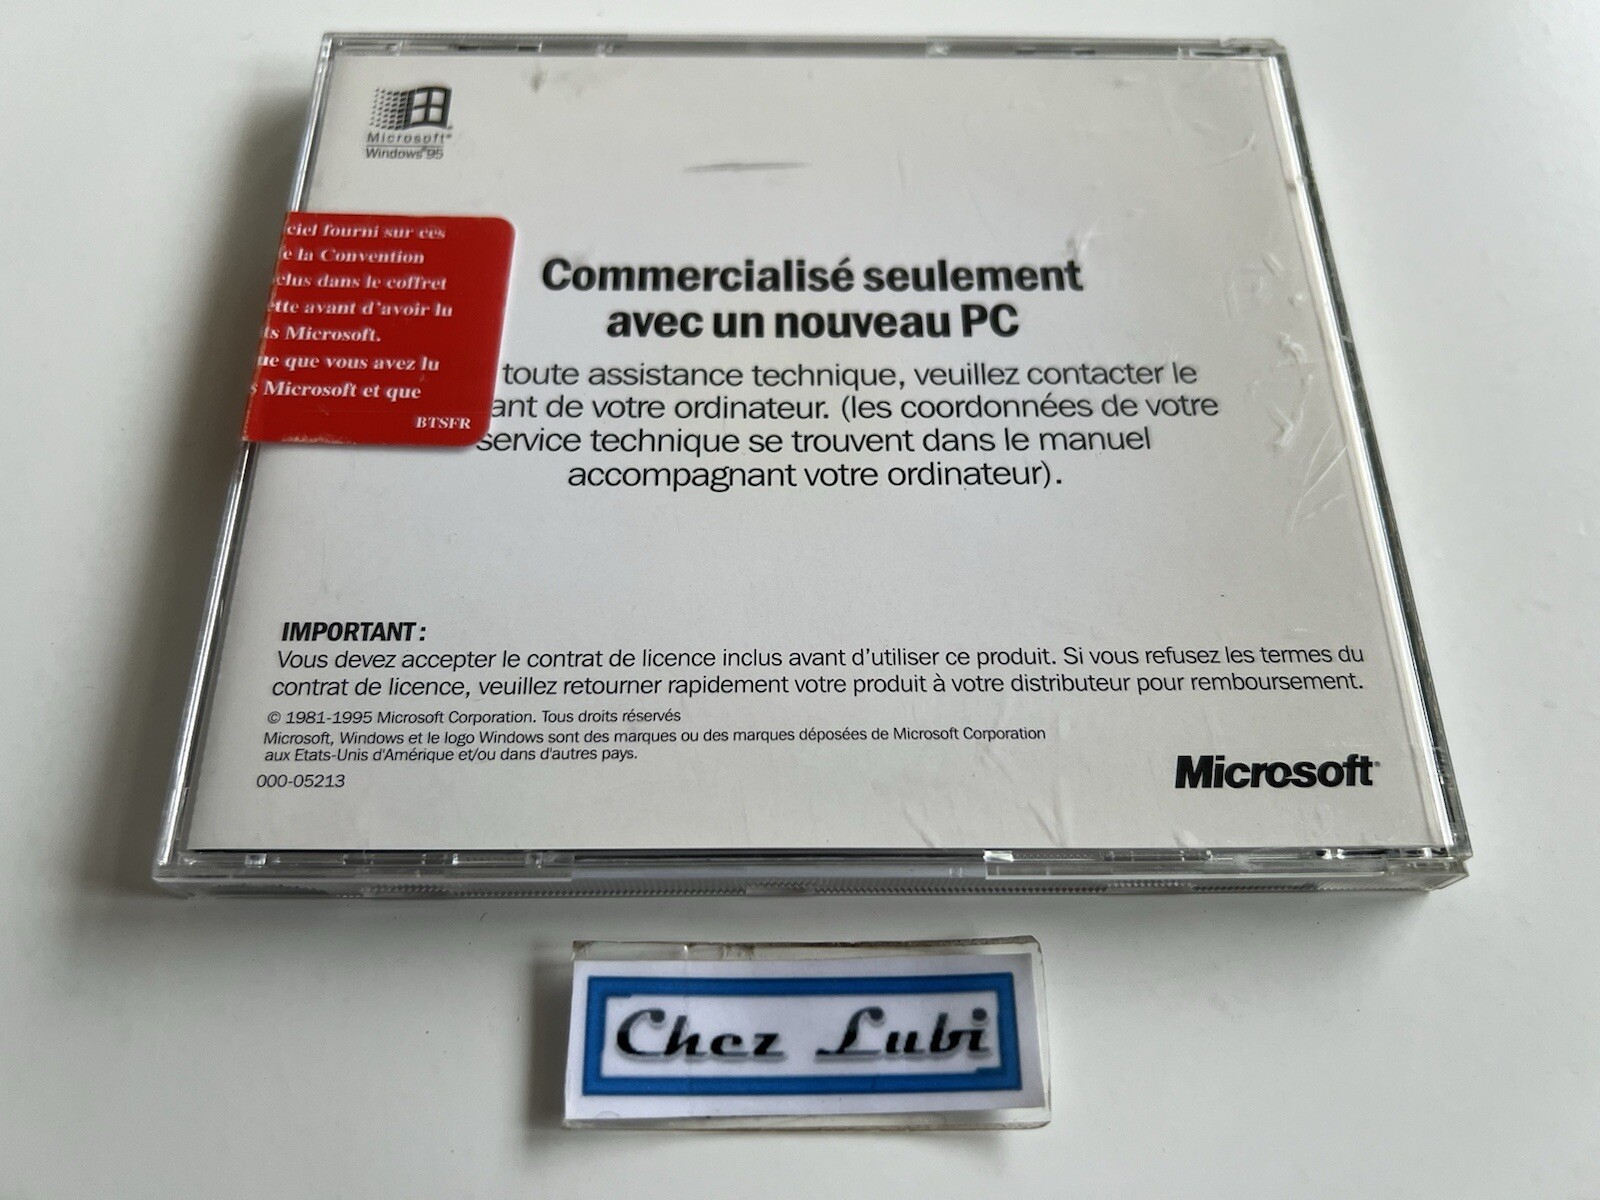 Microsoft®
Windows®95
ciel fourni sur ces
e la Convention
clus dans le coffret
tte avant d'avoir lu
ts Microsoft.
ue que vous avez lu
s Microsoft et que
BTSFR
Commercialisé seulement
avec un nouveau PC
toute assistance technique, veuillez contacter le
ant de votre ordinateur. (les coordonnées de votre
service technique se trouvent dans le manuel
accompagnant votre ordinateur).
IMPORTANT :
Vous devez accepter le contrat de licence inclus avant d'utiliser ce produit. Si vous refusez les termes du
contrat de licence, veuillez retourner rapidement votre produit à votre distributeur pour remboursement.
© 1981-1995 Microsoft Corporation. Tous droits réservés
Microsoft, Windows et le logo Windows sont des marques ou des marques déposées de Microsoft Corporation
aux Etats-Unis d'Amérique et/ou dans d'autres pays.
000-05213
Microsoft®
Chez Lubi